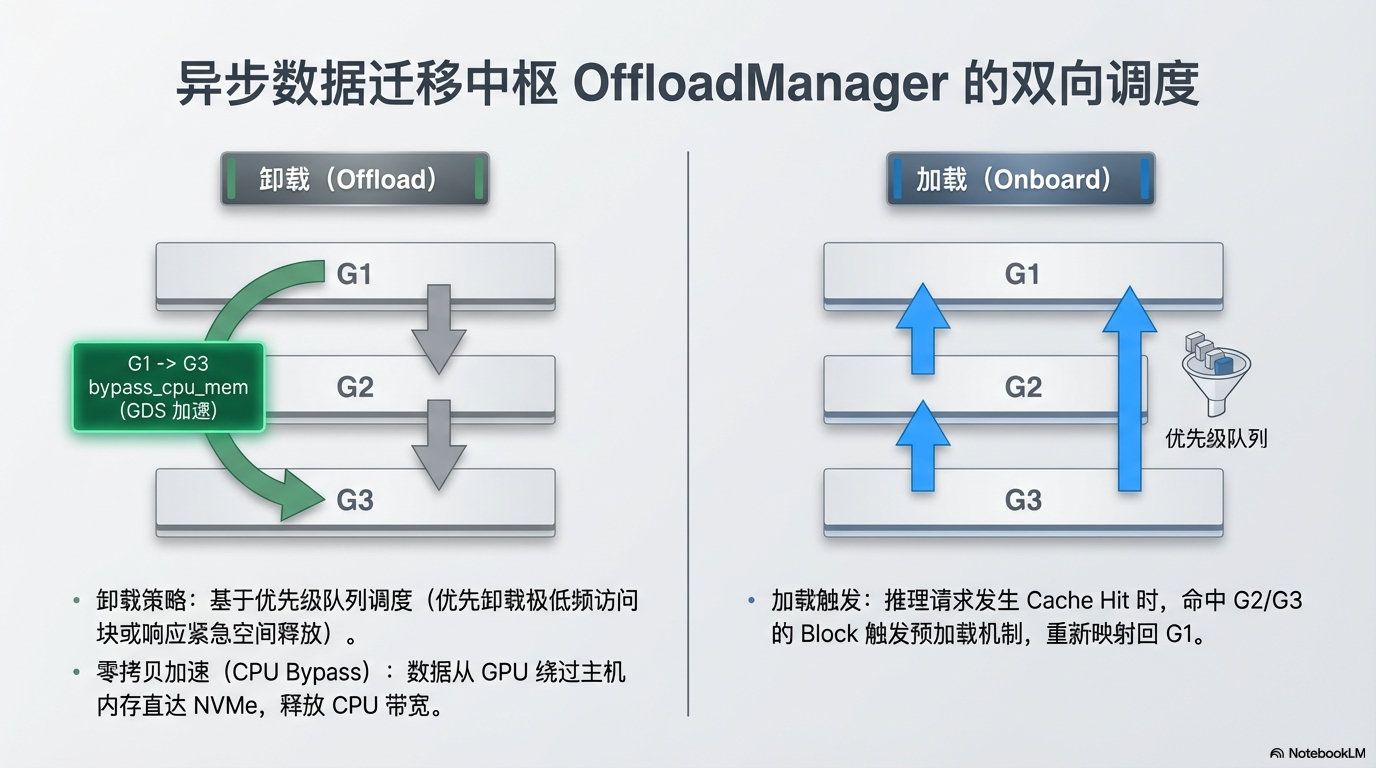 异步数据迁移中枢 OffloadManager 的双向调度
卸载（Offload）
G1
G1 -> G3
bypass_cpu_mem
（GDS 加速）
G2
G3
• 卸载策略：基于优先级队列调度（优先卸载极低频访问
块或响应紧急空间释放）。
• 零拷贝加速（CPU Bypass）：数据从 GPU 绕过主机
内存直达 NVMe，释放 CPU 带宽。
加载（Onboard）
G1
G2
优先级队列
G3
• 加载触发：推理请求发生 Cache Hit 时，命中 G2/G3
的 Block 触发预加载机制，重新映射回 G1。
NotebookLM